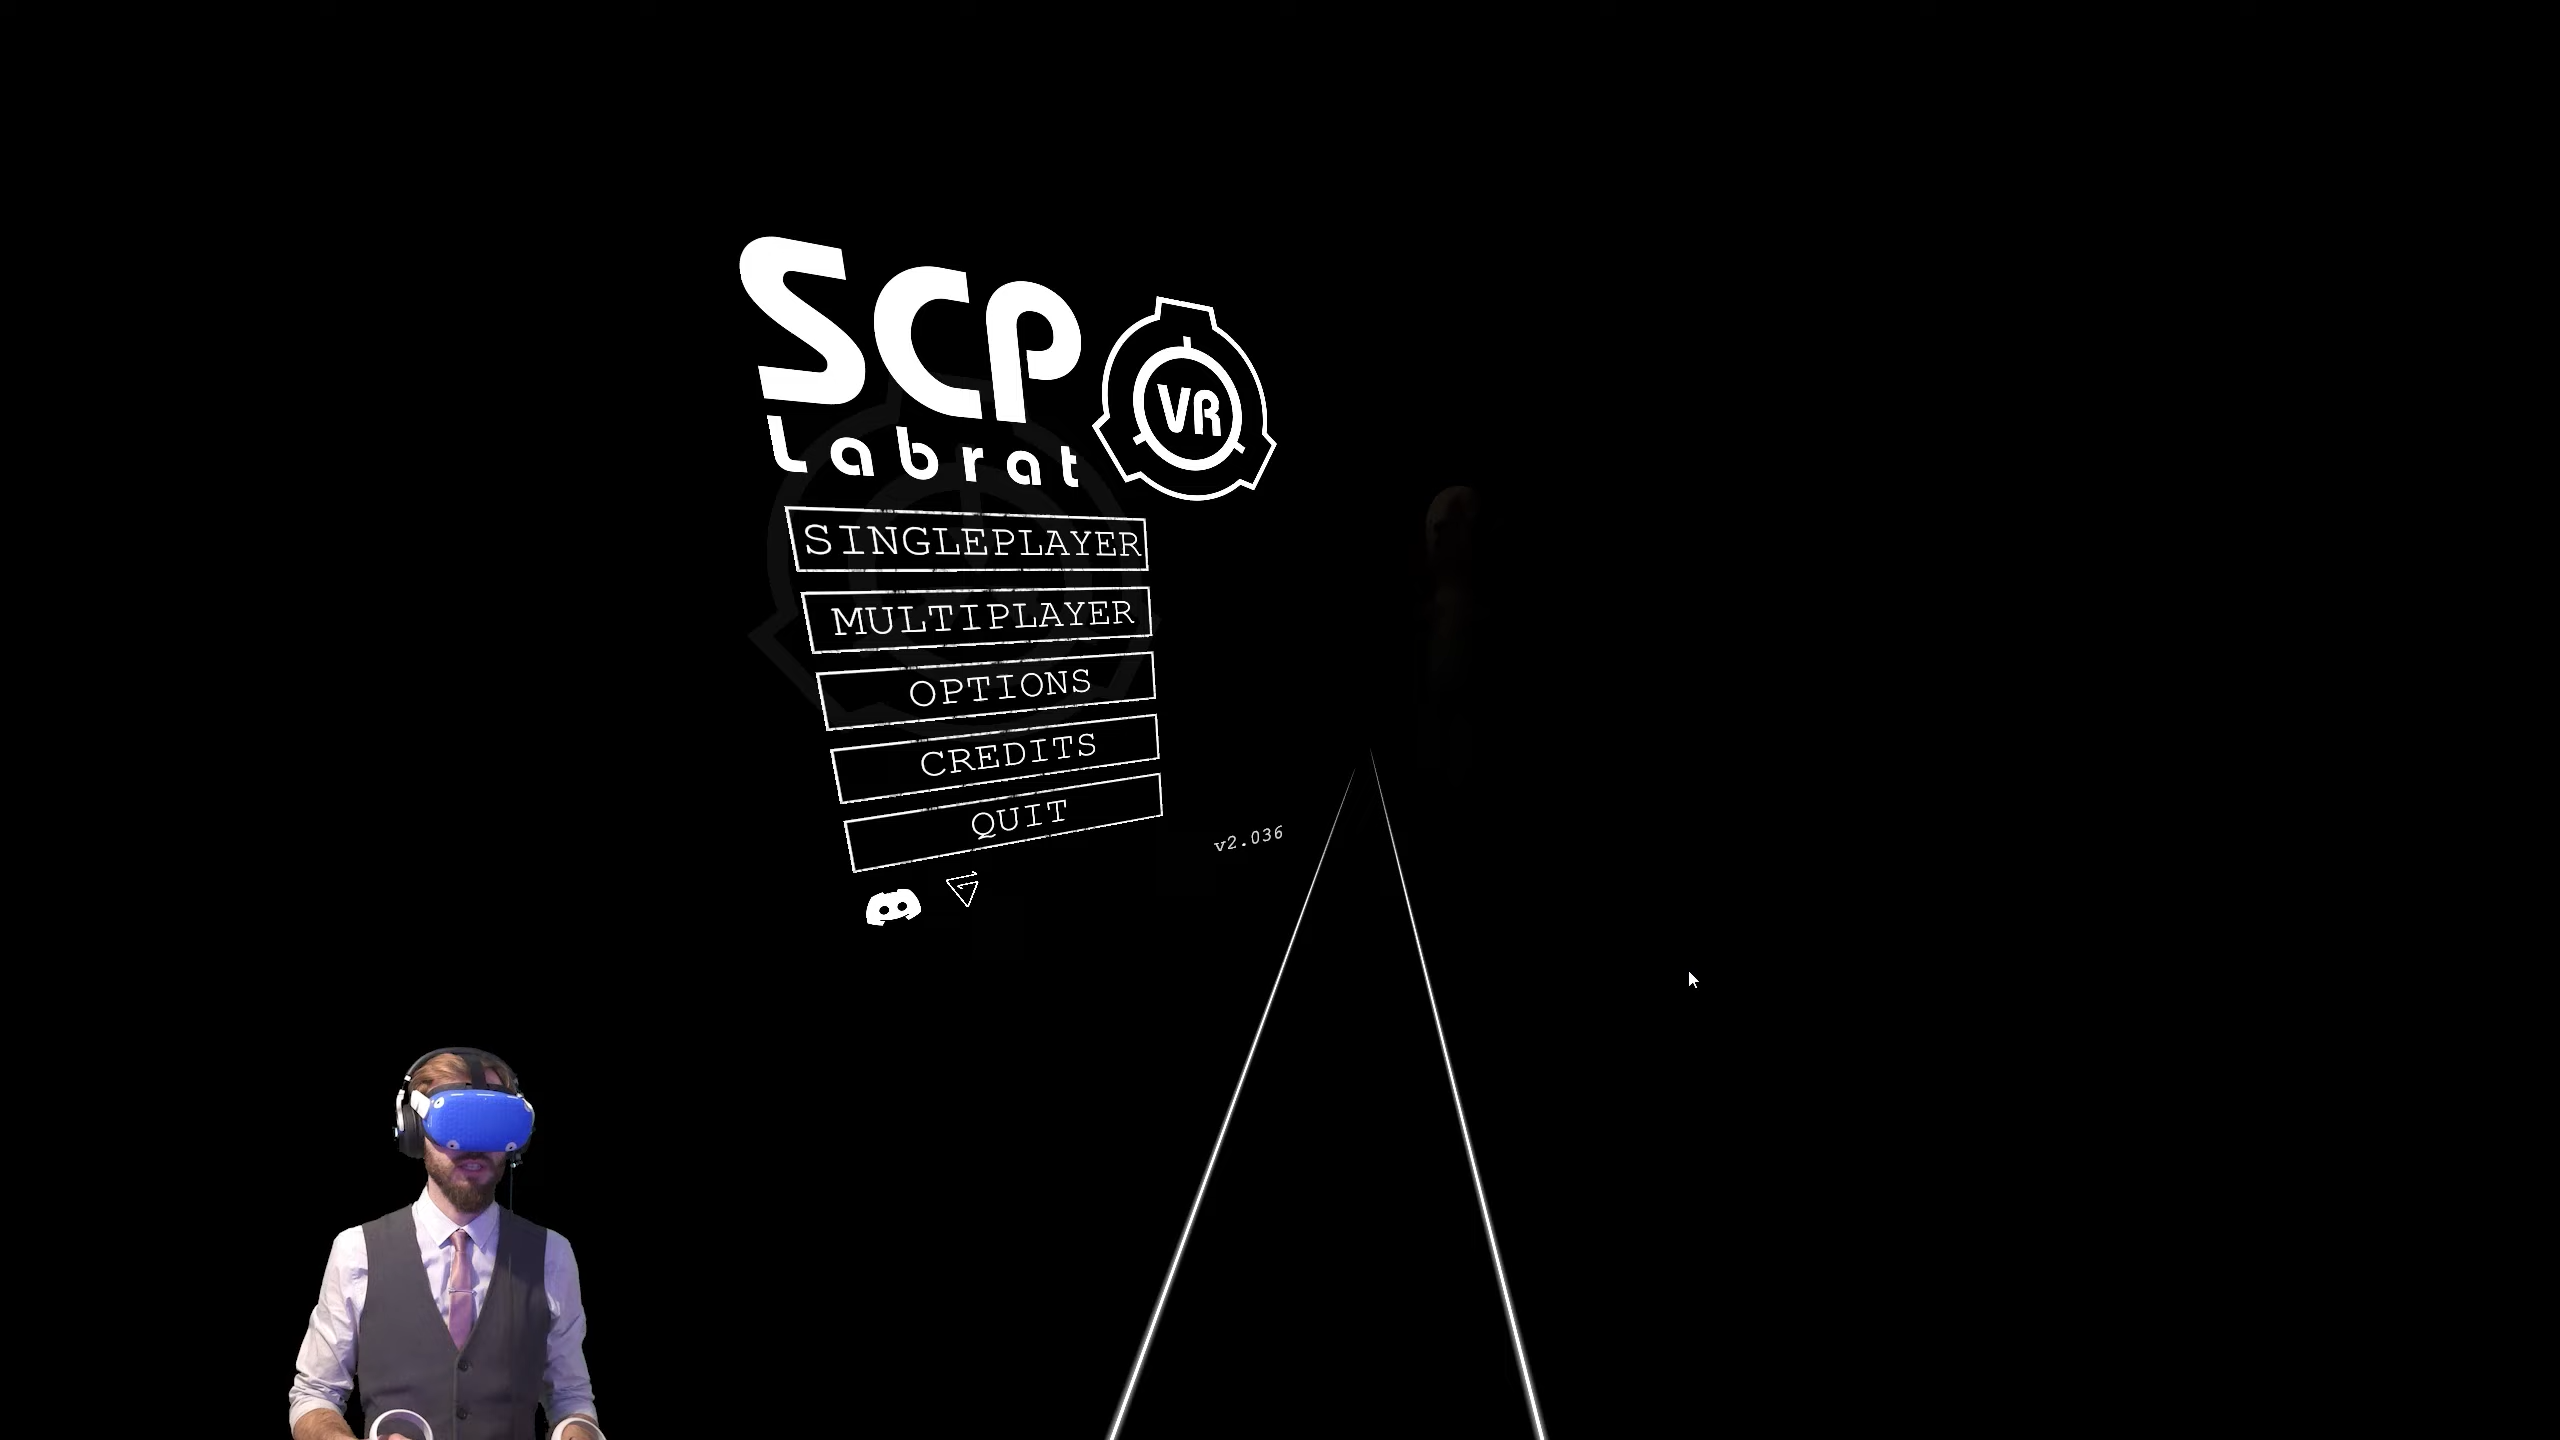 SCP
Labrat
VR
SINGLEPLAYER
MULTIPLAYER
OPTIONS
CREDITS
QUIT
v2.036